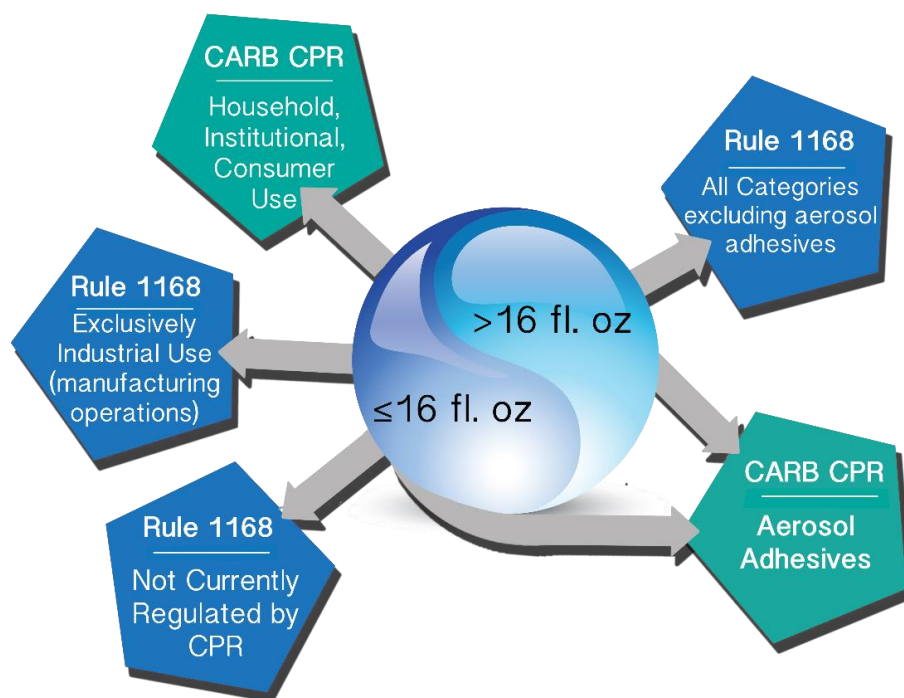 CARB CPR
Household,
Institutional,
Consumer
Use
Rule 1168
All Categories
excluding aerosol
adhesives
Rule 1168
Exclusively
Industrial Use
(manufacturing
operations)
>16 fl. oz
≤16 fl. oz
CARB CPR
Aerosol
Adhesives
Rule 1168
Not Currently
Regulated by
CPR